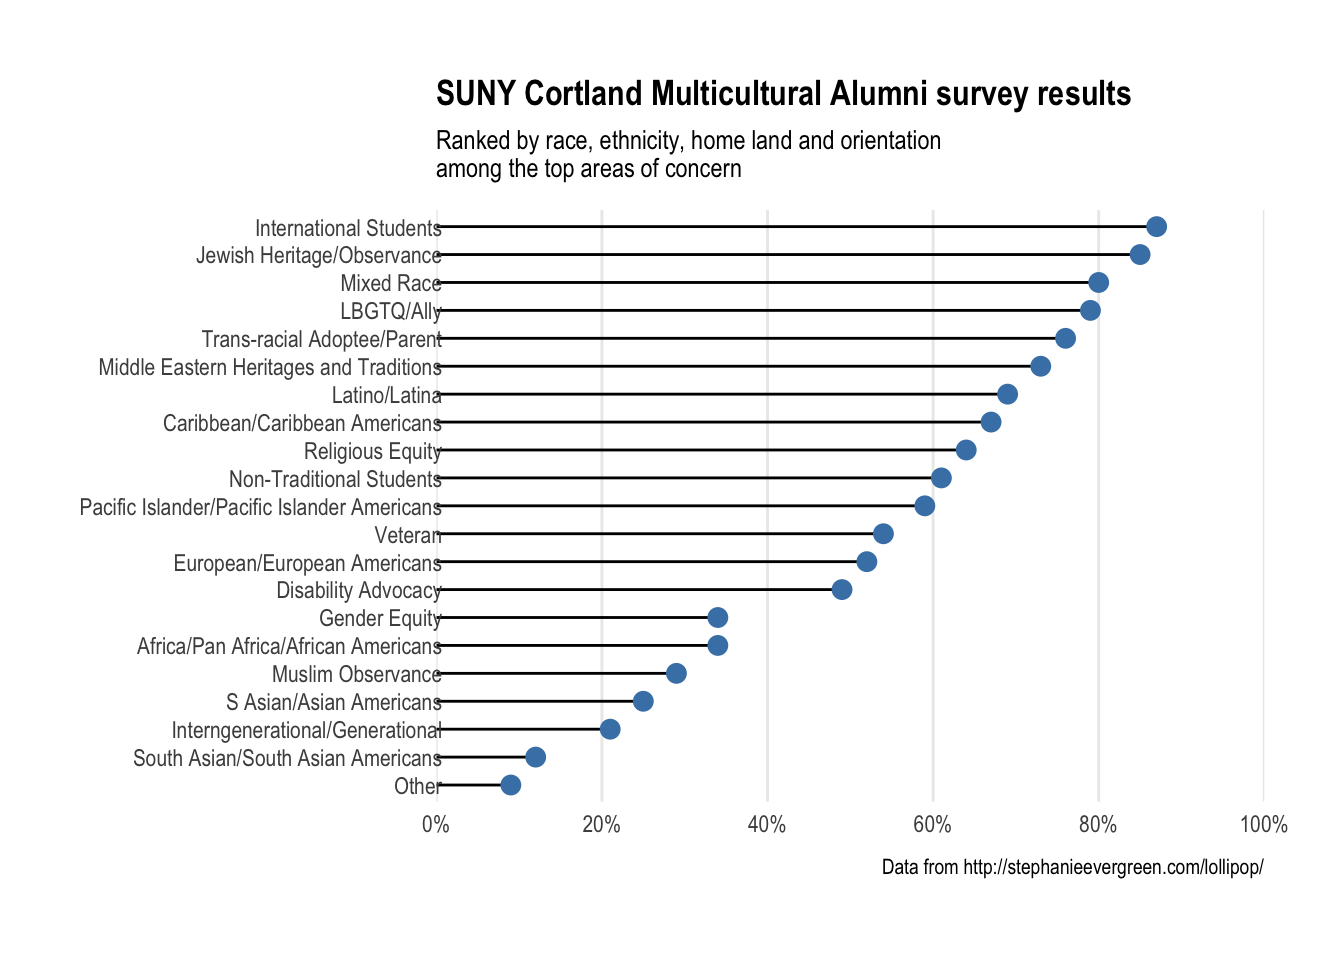 SUNY Cortland Multicultural Alumni survey results
Ranked by race, ethnicity, home land and orientation
among the top areas of concern
International Students
Jewish Heritage/Observance
Mixed Race
LBGTQ/Ally
Trans-racial Adoptee/Parent
Middle Eastern Heritages and Traditions
Latino/Latina
Caribbean/Caribbean Americans
Religious Equity
Non-Traditional Students
Pacific Islander/Pacific Islander Americans
Veteran
European/European Americans
Disability Advocacy
Gender Equity
Africa/Pan Africa/African Americans
Muslim Observance
S Asian/Asian Americans
Interngenerational/Generational
South Asian/South Asian Americans
Other
0% 20% 40% 60% 80% 100%
Data from http://stephanieevergreen.com/lollipop/